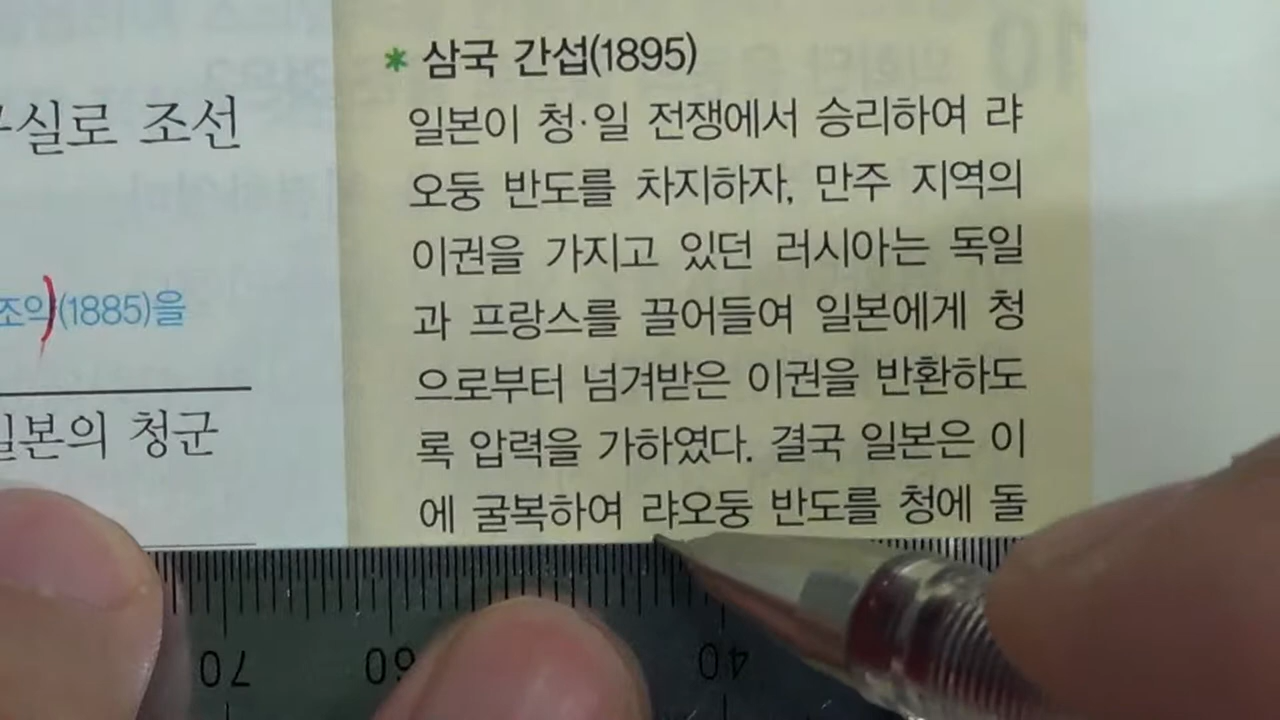 구실로 조선
조약(1885)을
일본의 청군
* 삼국 간섭(1895)
일본이 청·일 전쟁에서 승리하여 랴
오둥 반도를 차지하자, 만주 지역의
이권을 가지고 있던 러시아는 독일
과 프랑스를 끌어들여 일본에게 청
으로부터 넘겨받은 이권을 반환하도
록 압력을 가하였다. 결국 일본은 이
에 굴복하여 랴오둥 반도를 청에 돌
70 60 40